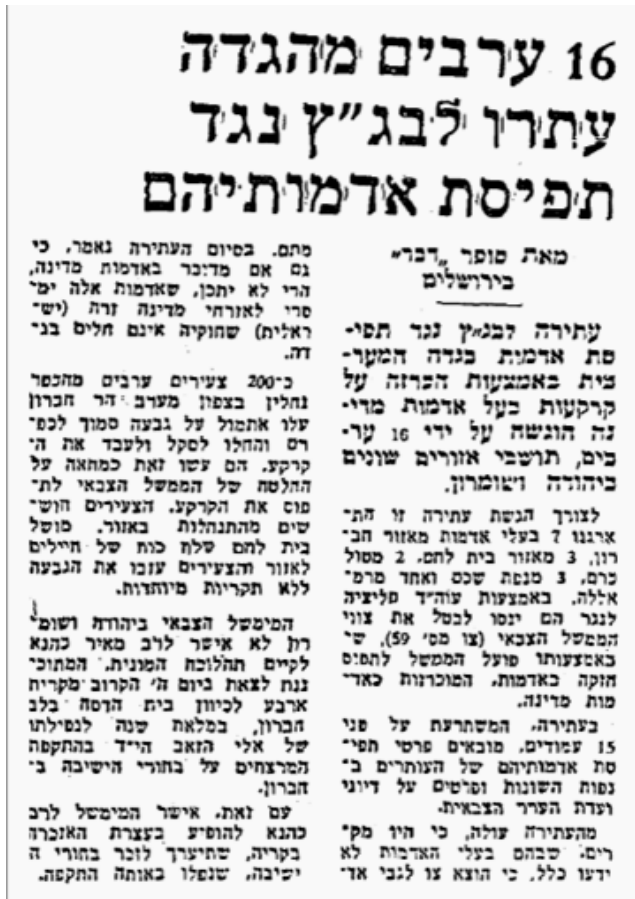 16 ערבים מהגדה
עתרו לבג״ץ נגד
תפיסת אדמותיהם
מאת סופר „דבר״
בירושלים
עתירה לבג״ץ נגד תפי־
סת אדמות בגדה המער־
בית באמצעות הכרזה על
קרקעות כעל אדמות מדי־
נה הוגשה על ידי 16 ער־
בים, תושבי אזורים שונים
ביהודה ושומרון.
לצורך הגשת עתירה זו הת־
ארגנו 7 בעלי אדמות מאזור חב־
רון, 3 מאזור בית לחם, 2 מטול
כרם, 3 מנפת שכם ואחד מרמ־
אללה. באמצעות עוה״ד פליציה
לנגר הם ינסו לבטל את צווי
הממשל הצבאי (צו מס׳ 59), ש־
באמצעותו פועל הממשל לתפוס
חזקה באדמות, המוכרזות כאד־
מות מדינה.
בעתירה, המשתרעת על פני
15 עמודים, מובאים פרטי תפי־
סת אדמותיהם של העותרים ב־
נפות השונות ופרטים על דיוני
ועדת הערר הצבאית.
מהעתירה עולה, כי היו מק־
רים, שבהם בעלי האדמות לא
ידעו כלל, כי הוצא צו לגבי אד־
מתם. בסיום העתירה נאמר, כי
גם אם מדובר באדמות מדינה,
הרי לא יתכן, שאדמות אלה ימ־
סרו לאזרחי מדינה זרה (יש־
ראלית) שחוקיה אינם חלים בג־
דה.
כ־200 צעירים ערבים מהכפר
נחלין בצפון מערב הר חברון
עלו אתמול על גבעה סמוך לכפ־
רם והחלו לסקל ולעבד את ה־
קרקע. הם עשו זאת כמחאה על
החלטה של הממשל הצבאי לת־
פוס את הקרקע. הצעירים חוש־
שים מהתנחלות באזור. מושל
בית לחם שלח כוח של חיילים
לאזור והצעירים עזבו את הגבעה
ללא תקריות מיוחדות.
המימשל הצבאי ביהודה ושומ־
רון לא אישר לרב מאיר כהנא
לקיים תהלוכה המונית, המתוכ־
ננת לצאת ביום ה׳ הקרוב מקרית
ארבע לכיוון בית הדסה בלב
חברון, במלאת שנה לנפילתו
של אלי הזאב הי״ד בהתקפת
המרצחים על בחורי הישיבה ב־
חברון.
עם זאת, אישר המימשל לרב
כהנא להופיע בעצרת האזכרה
בקריה, שתיערך לזכר בחורי ה
ישיבה, שנפלו באותה התקפה.